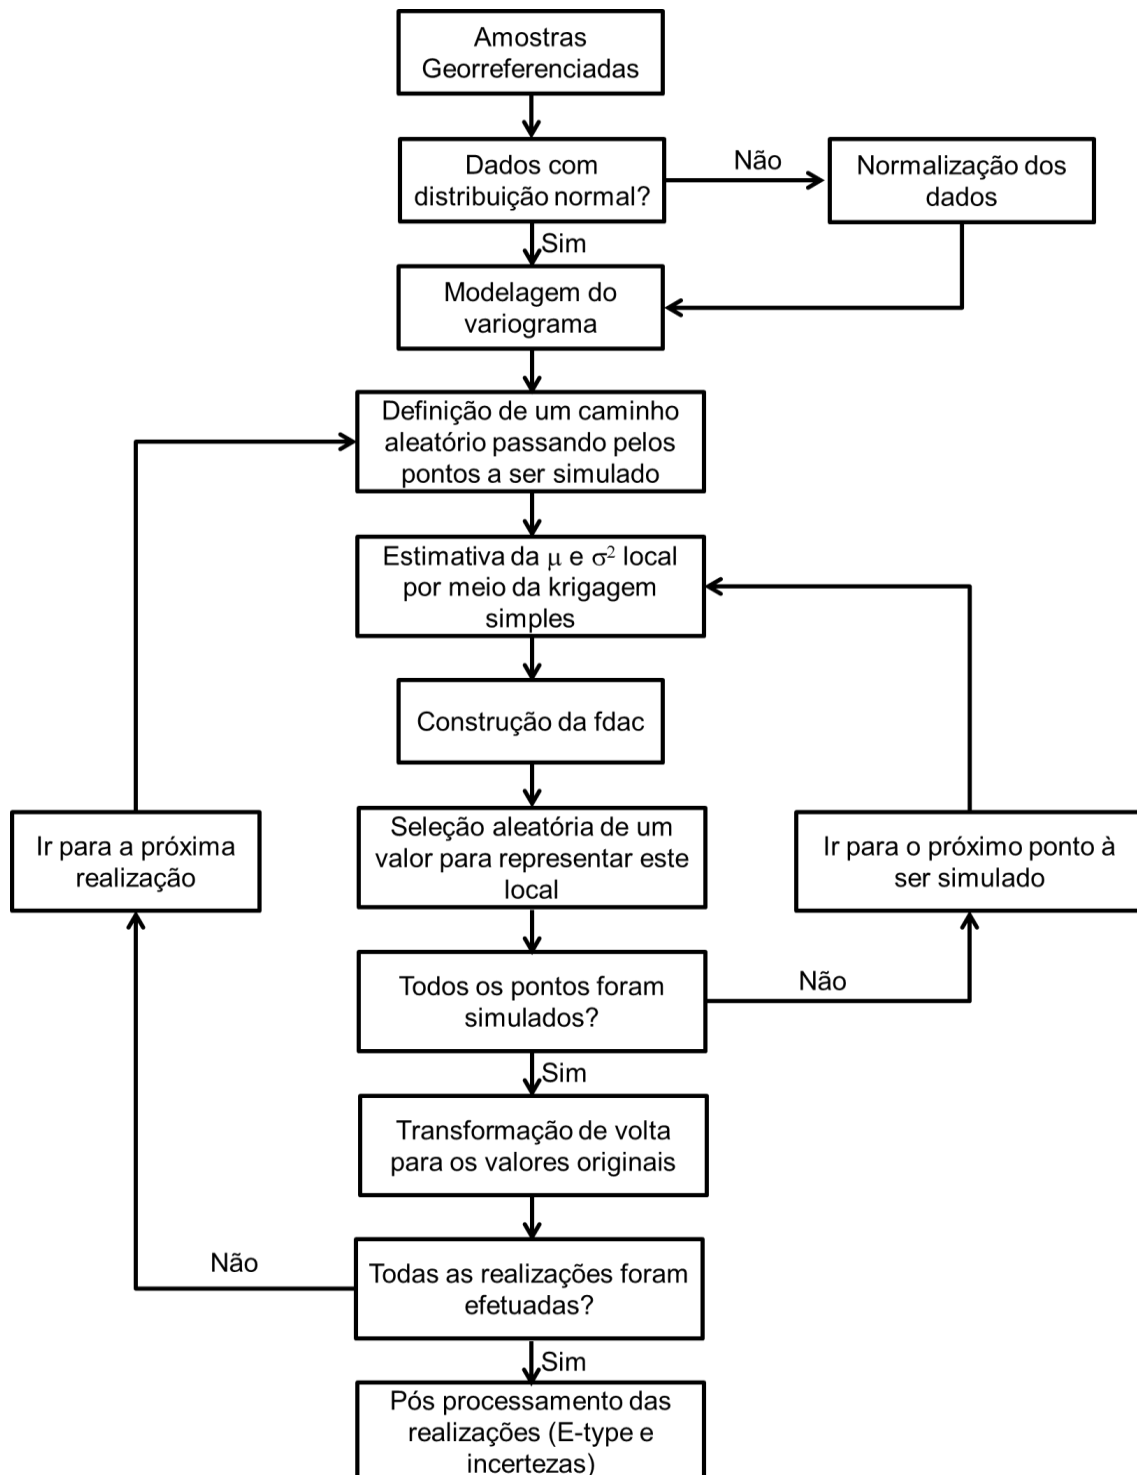 Amostras
Georreferenciadas
Dados com
distribuição normal?
Não
Normalização dos
dados
Sim
Modelagem do
variograma
Definição de um caminho
aleatório passando pelos
pontos a ser simulado
Estimativa da μ e σ² local
por meio da krigagem
simples
Construção da fdac
Seleção aleatória de um
valor para representar este
local
Ir para a próxima
realização
Ir para o próximo ponto à
ser simulado
Todos os pontos foram
simulados?
Não
Sim
Transformação de volta
para os valores originais
Todas as realizações foram
efetuadas?
Não
Sim
Pós processamento das
realizações (E-type e
incertezas)